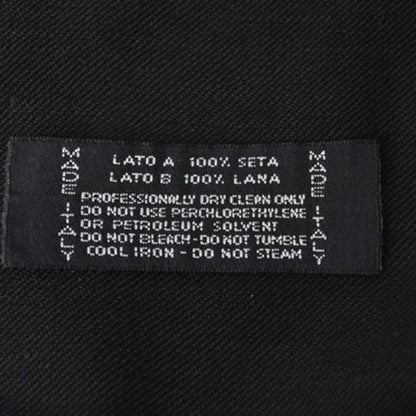 MADE ITALY
LATO A 100% SETA
LATO B 100% LANA
PROFESSIONALLY DRY CLEAN ONLY
DO NOT USE PERCHLORETHYLENE
OR PETROLEUM SOLVENT
DO NOT BLEACH-DO NOT TUMBLE
COOL IRON - DO NOT STEAM
MADE ITALY